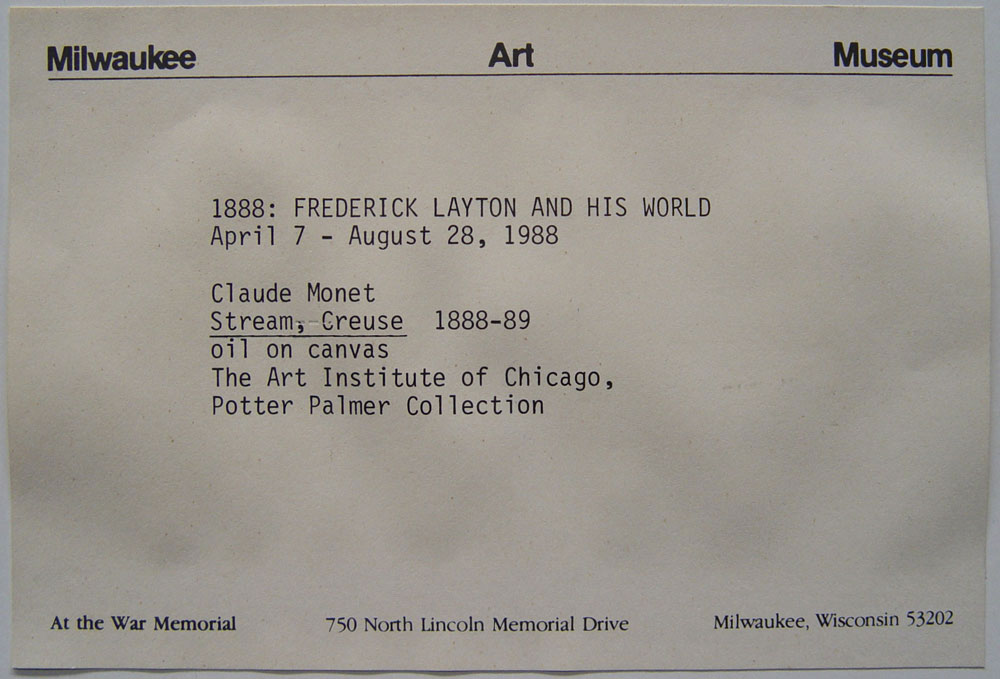 Milwaukee Art Museum
1888: FREDERICK LAYTON AND HIS WORLD
April 7 - August 28, 1988
Claude Monet
Stream, Creuse 1888-89
oil on canvas
The Art Institute of Chicago,
Potter Palmer Collection
At the War Memorial 750 North Lincoln Memorial Drive Milwaukee, Wisconsin 53202